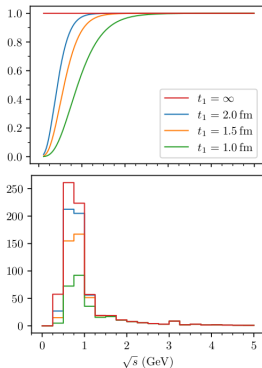 1.0
0.8
0.6
0.4
0.2
0.0
t₁ = ∞
t₁ = 2.0 fm
t₁ = 1.5 fm
t₁ = 1.0 fm
250
200
150
100
50
0
0 1 2 3 4 5
√s (GeV)